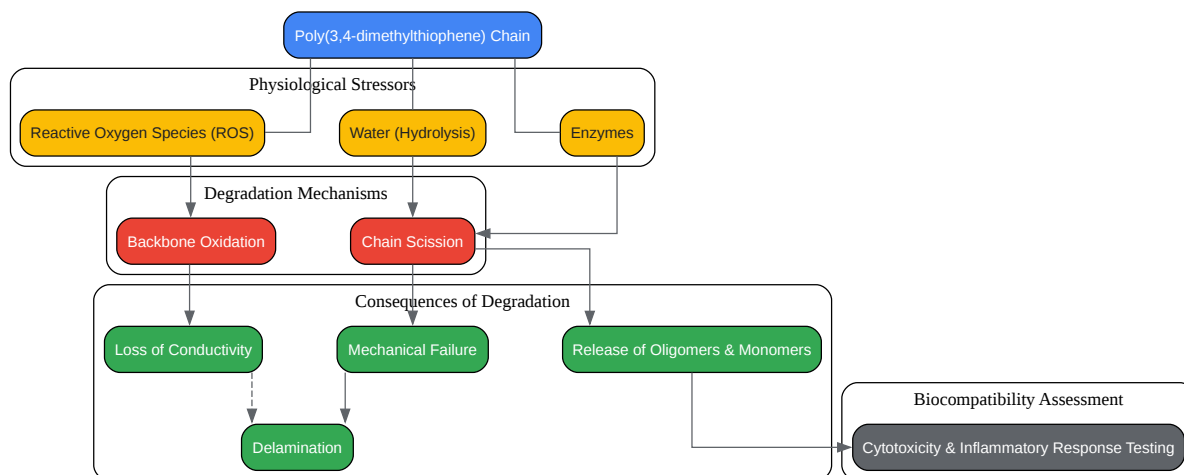 Poly(3,4-dimethylthiophene) Chain
Physiological Stressors
Reactive Oxygen Species (ROS)
Water (Hydrolysis)
Enzymes
Degradation Mechanisms
Backbone Oxidation
Chain Scission
Consequences of Degradation
Loss of Conductivity
Mechanical Failure
Release of Oligomers & Monomers
Biocompatibility Assessment
Delamination
Cytotoxicity & Inflammatory Response Testing